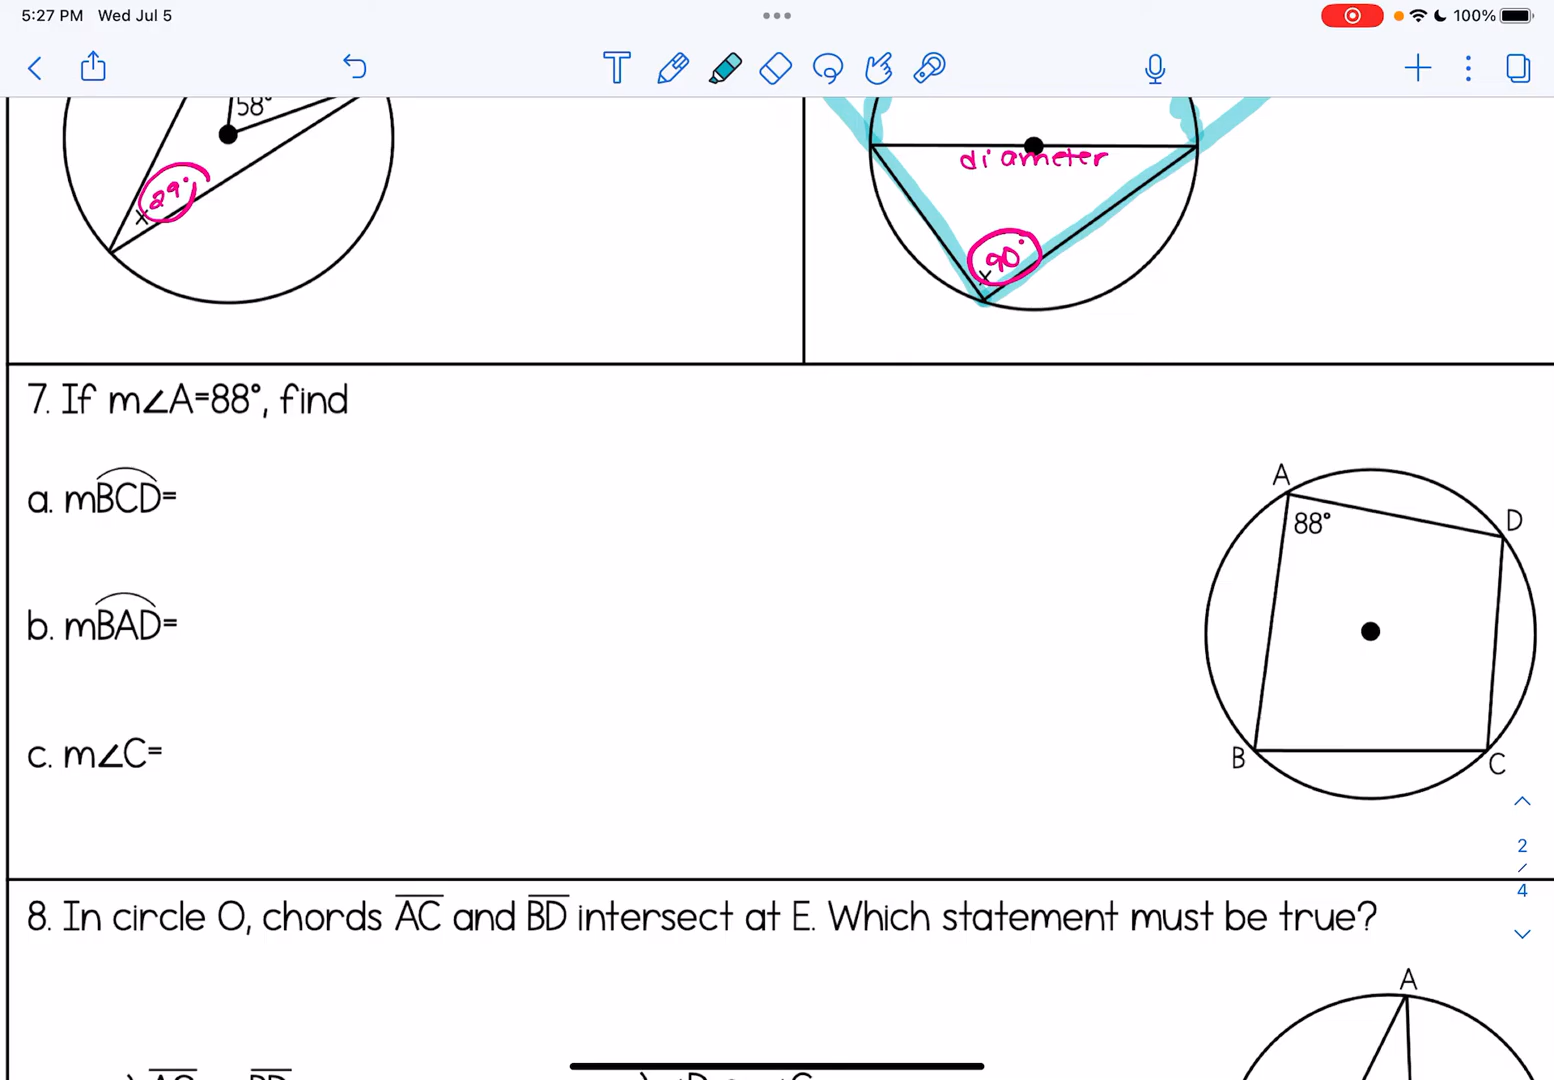 5:27 PM Wed Jul 5
100%
58°
29°
x
diameter
90°
x
7. If m∠A=88°, find
a. mBCD=
b. mBAD=
c. m∠C=
A
88°
D
B
C
2
/
4
8. In circle O, chords AC and BD intersect at E. Which statement must be true?
A